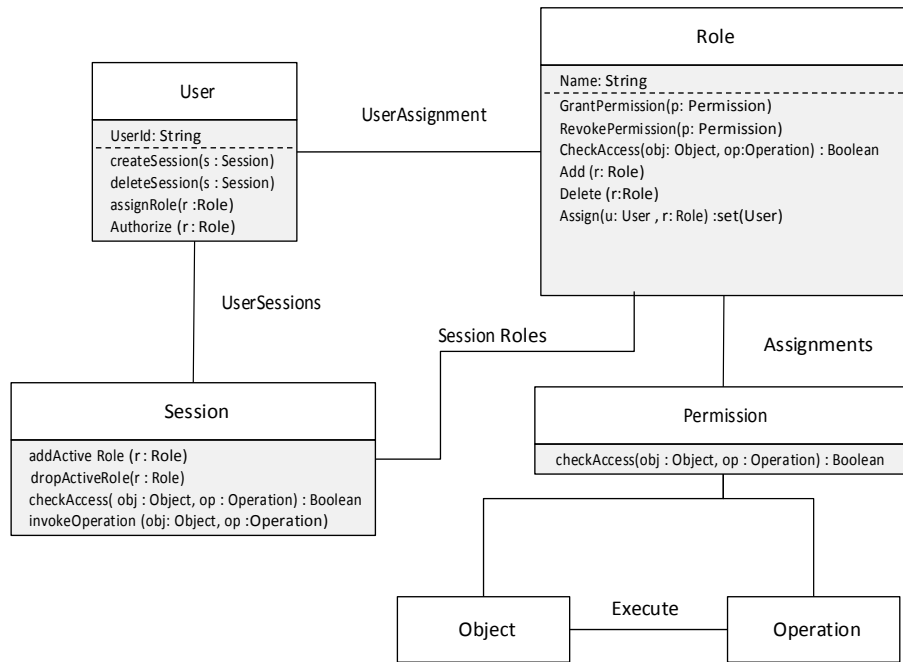 User
UserId: String
createSession(s : Session)
deleteSession(s : Session)
assignRole(r :Role)
Authorize (r : Role)
UserAssignment
Role
Name: String
GrantPermission(p: Permission)
RevokePermission(p: Permission)
CheckAccess(obj: Object, op:Operation) : Boolean
Add (r: Role)
Delete (r:Role)
Assign(u: User , r: Role) :set(User)
UserSessions
Session Roles
Assignments
Session
addActive Role (r : Role)
dropActiveRole(r : Role)
checkAccess( obj : Object, op : Operation) : Boolean
invokeOperation (obj: Object, op :Operation)
Permission
checkAccess(obj : Object, op : Operation) : Boolean
Object
Execute
Operation